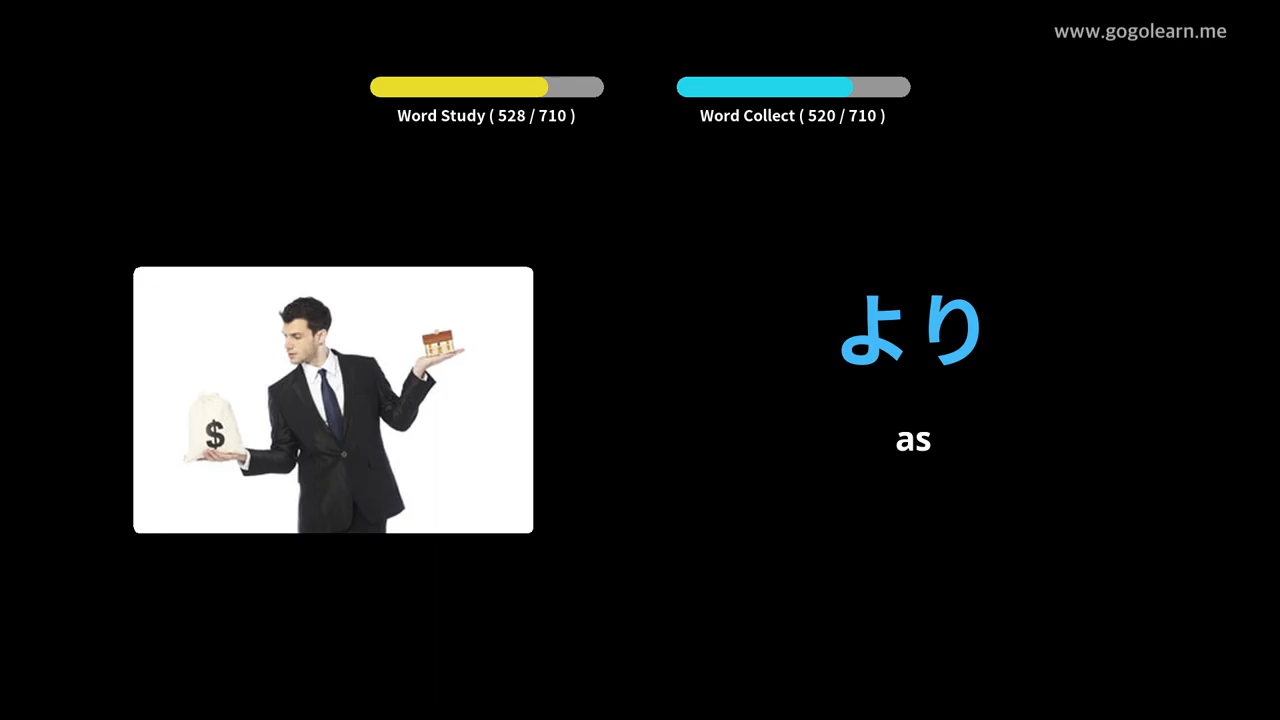 www.gogolearn.me
Word Study ( 528 / 710 )
Word Collect ( 520 / 710 )
$
より
as